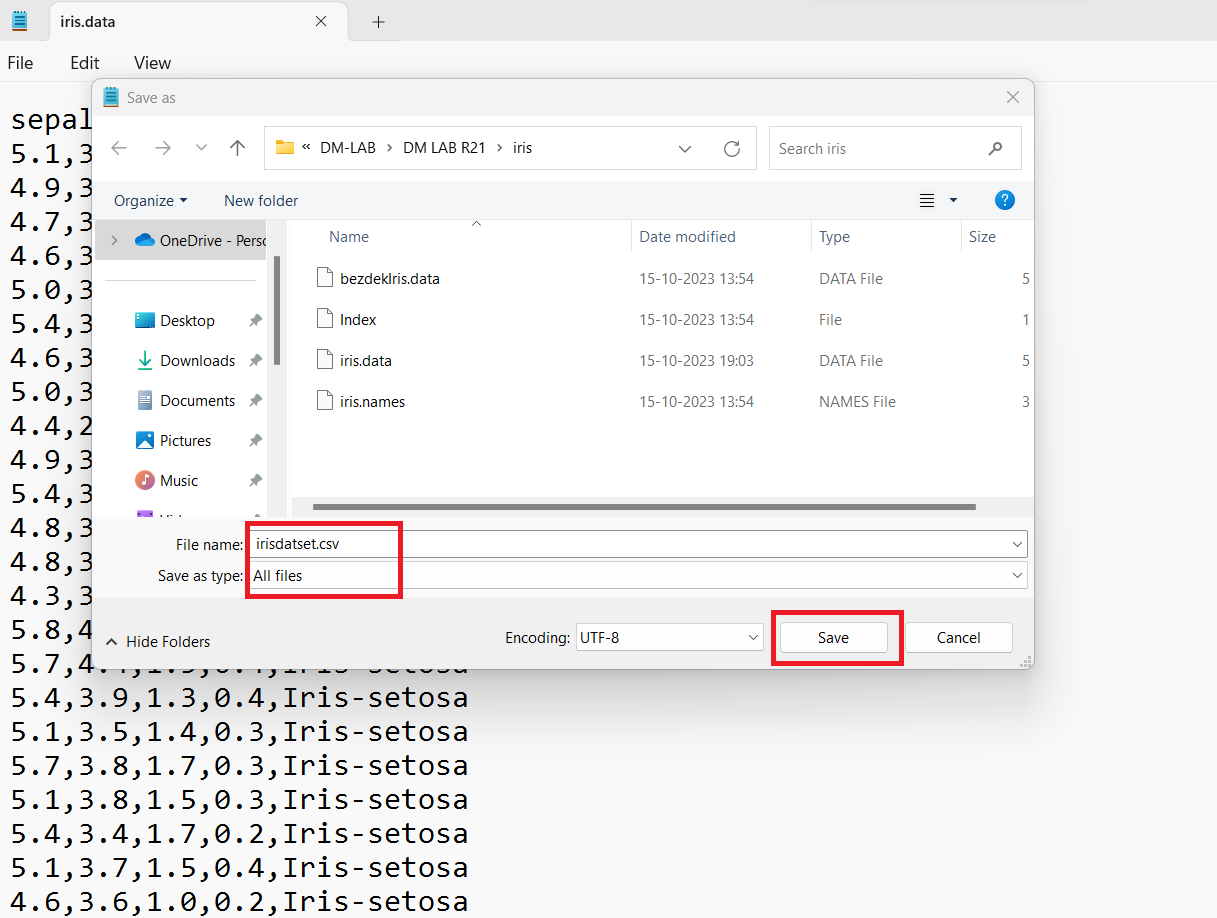 iris.data
File Edit View
Save as
« DM-LAB > DM LAB R21 > iris
Search iris
Organize New folder
?
OneDrive - Perso
Desktop
Downloads
Documents
Pictures
Music
Name Date modified Type Size
bezdekIris.data 15-10-2023 13:54 DATA File 5
Index 15-10-2023 13:54 File 1
iris.data 15-10-2023 19:03 DATA File 5
iris.names 15-10-2023 13:54 NAMES File 3
File name: irisdatset.csv
Save as type: All files
Hide Folders Encoding: UTF-8 Save Cancel
sepal
5.1,3
4.9,3
4.7,3
4.6,3
5.0,3
5.4,3
4.6,3
5.0,3
4.4,2
4.9,3
5.4,3
4.8,3
4.8,3
4.3,3
5.8,4
5.7,4.4,1.5,0.4,Iris-setosa
5.4,3.9,1.3,0.4,Iris-setosa
5.1,3.5,1.4,0.3,Iris-setosa
5.7,3.8,1.7,0.3,Iris-setosa
5.1,3.8,1.5,0.3,Iris-setosa
5.4,3.4,1.7,0.2,Iris-setosa
5.1,3.7,1.5,0.4,Iris-setosa
4.6,3.6,1.0,0.2,Iris-setosa